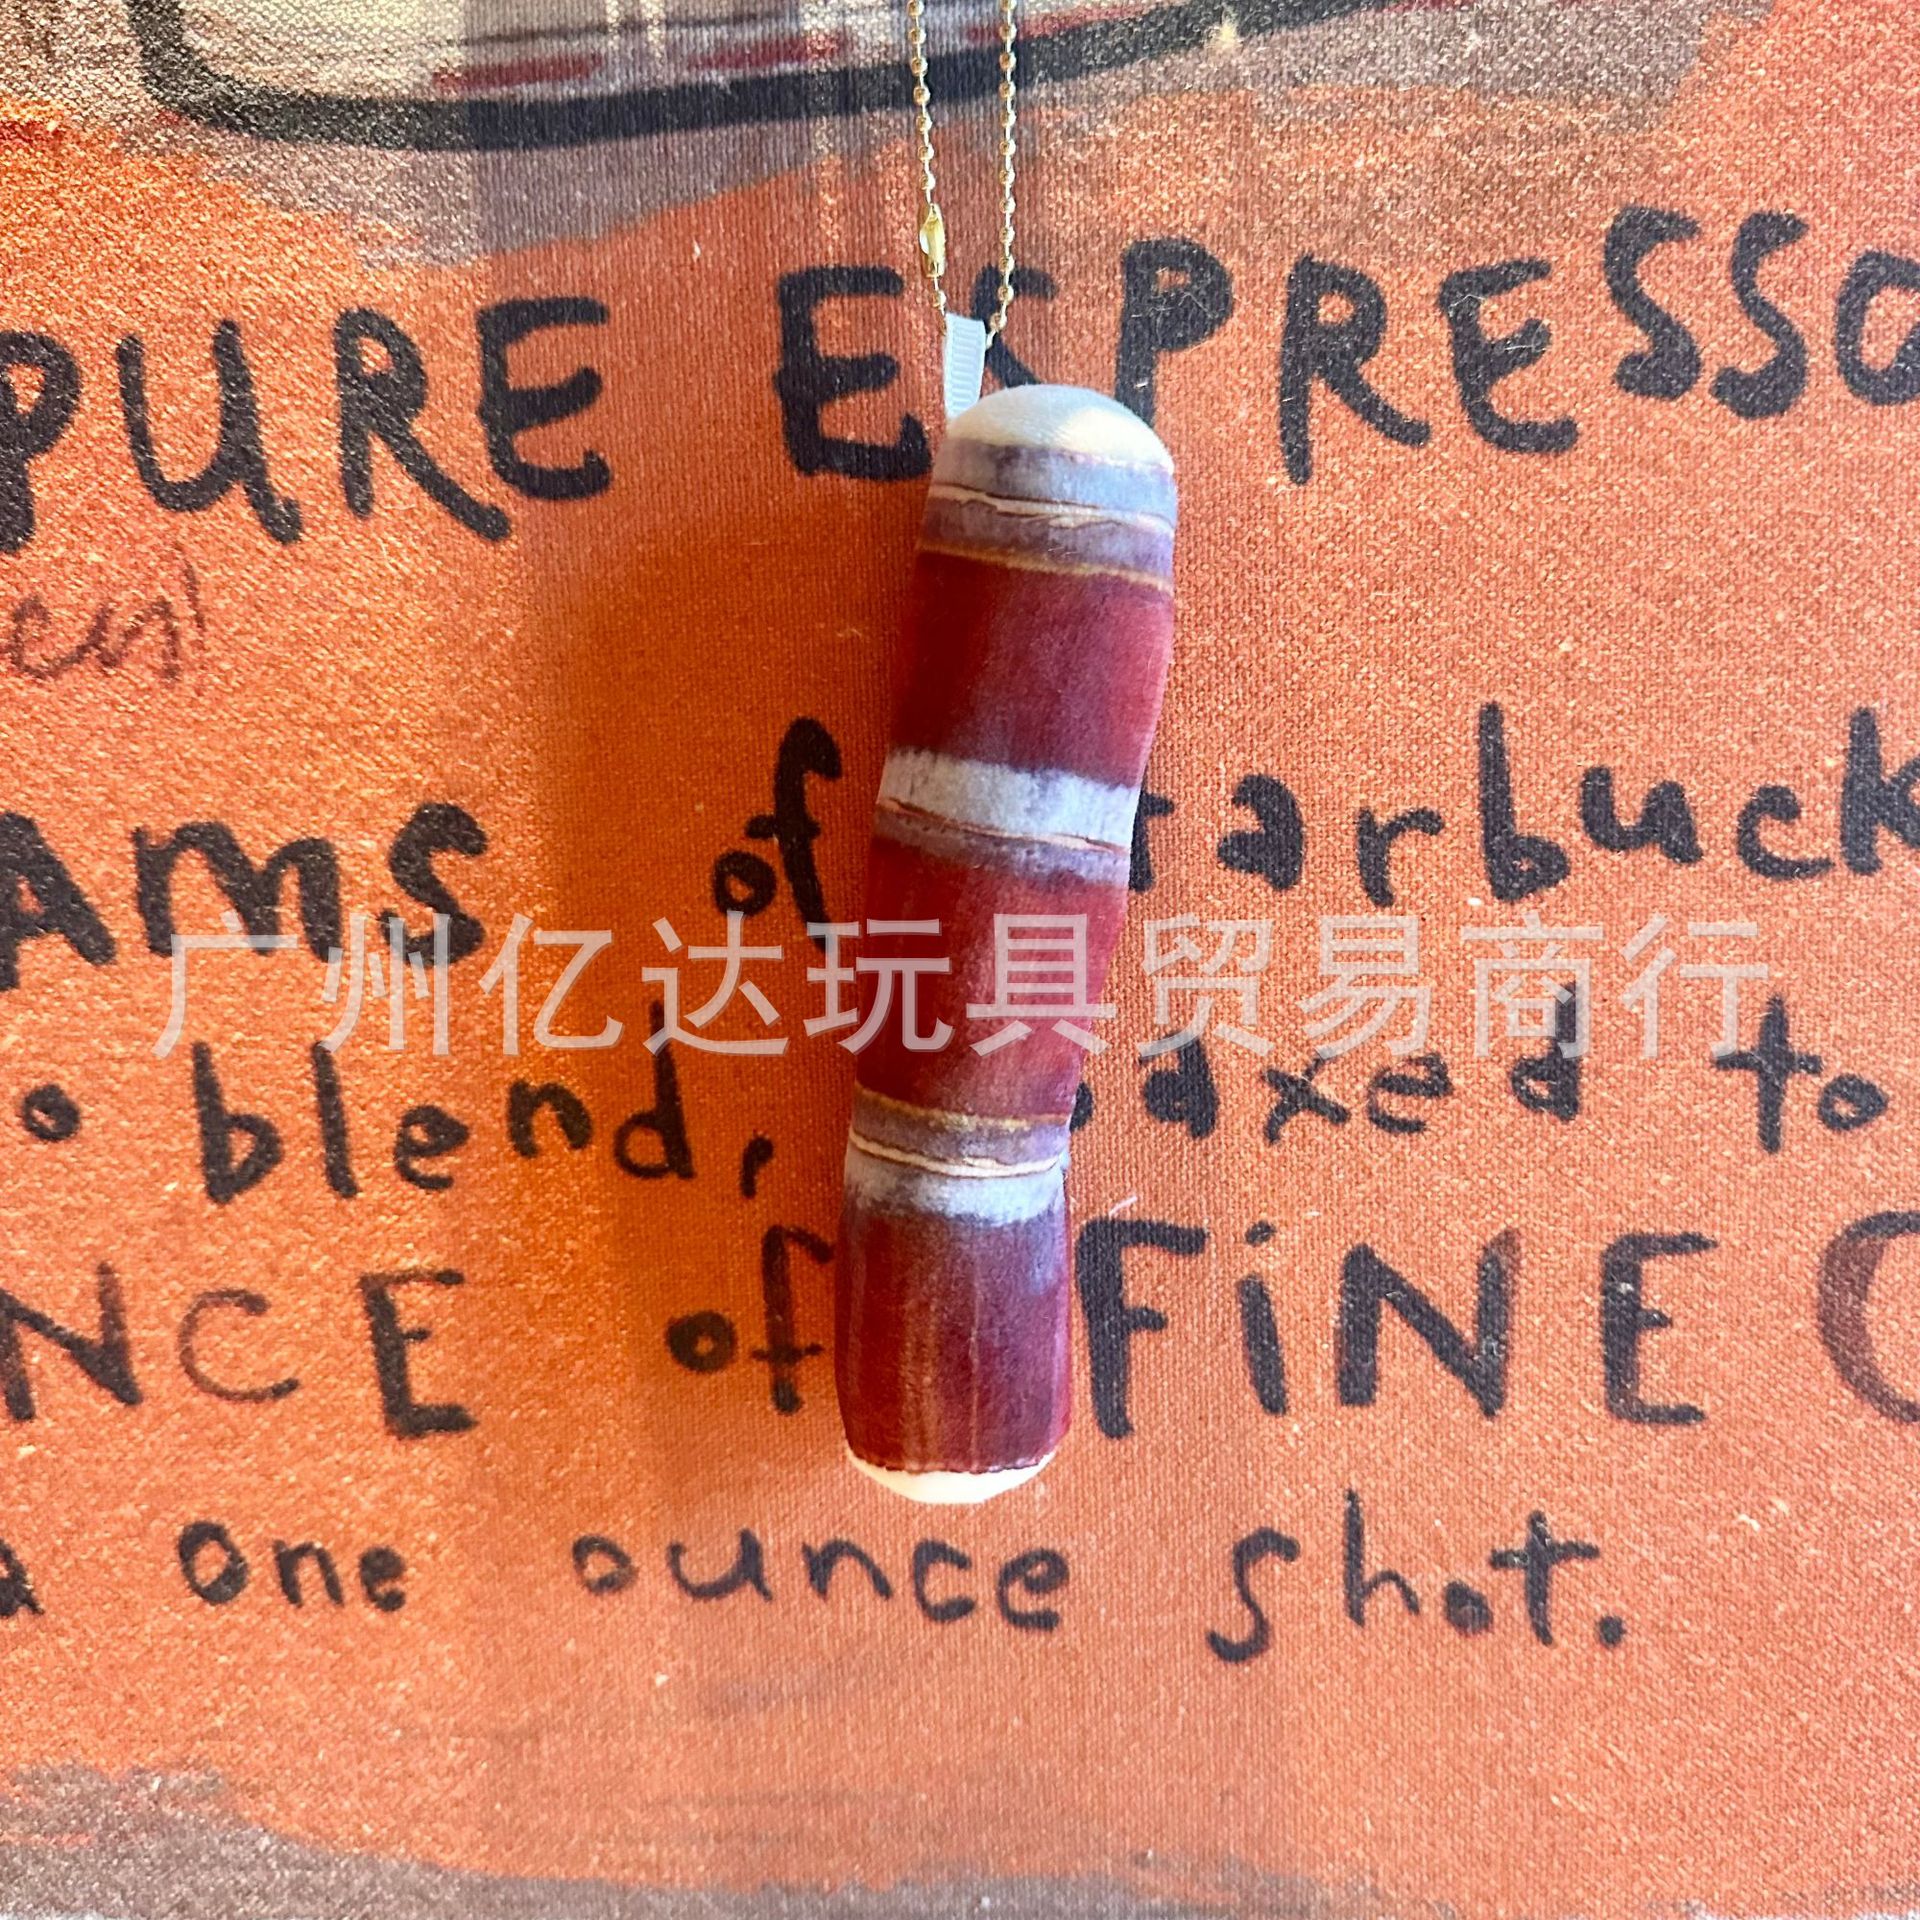 PURE ESPRESSO
AMS of Starbuck
o blend, coaxed to
NCE of FINE C
a one ounce shot.
广州亿达玩具贸易商行